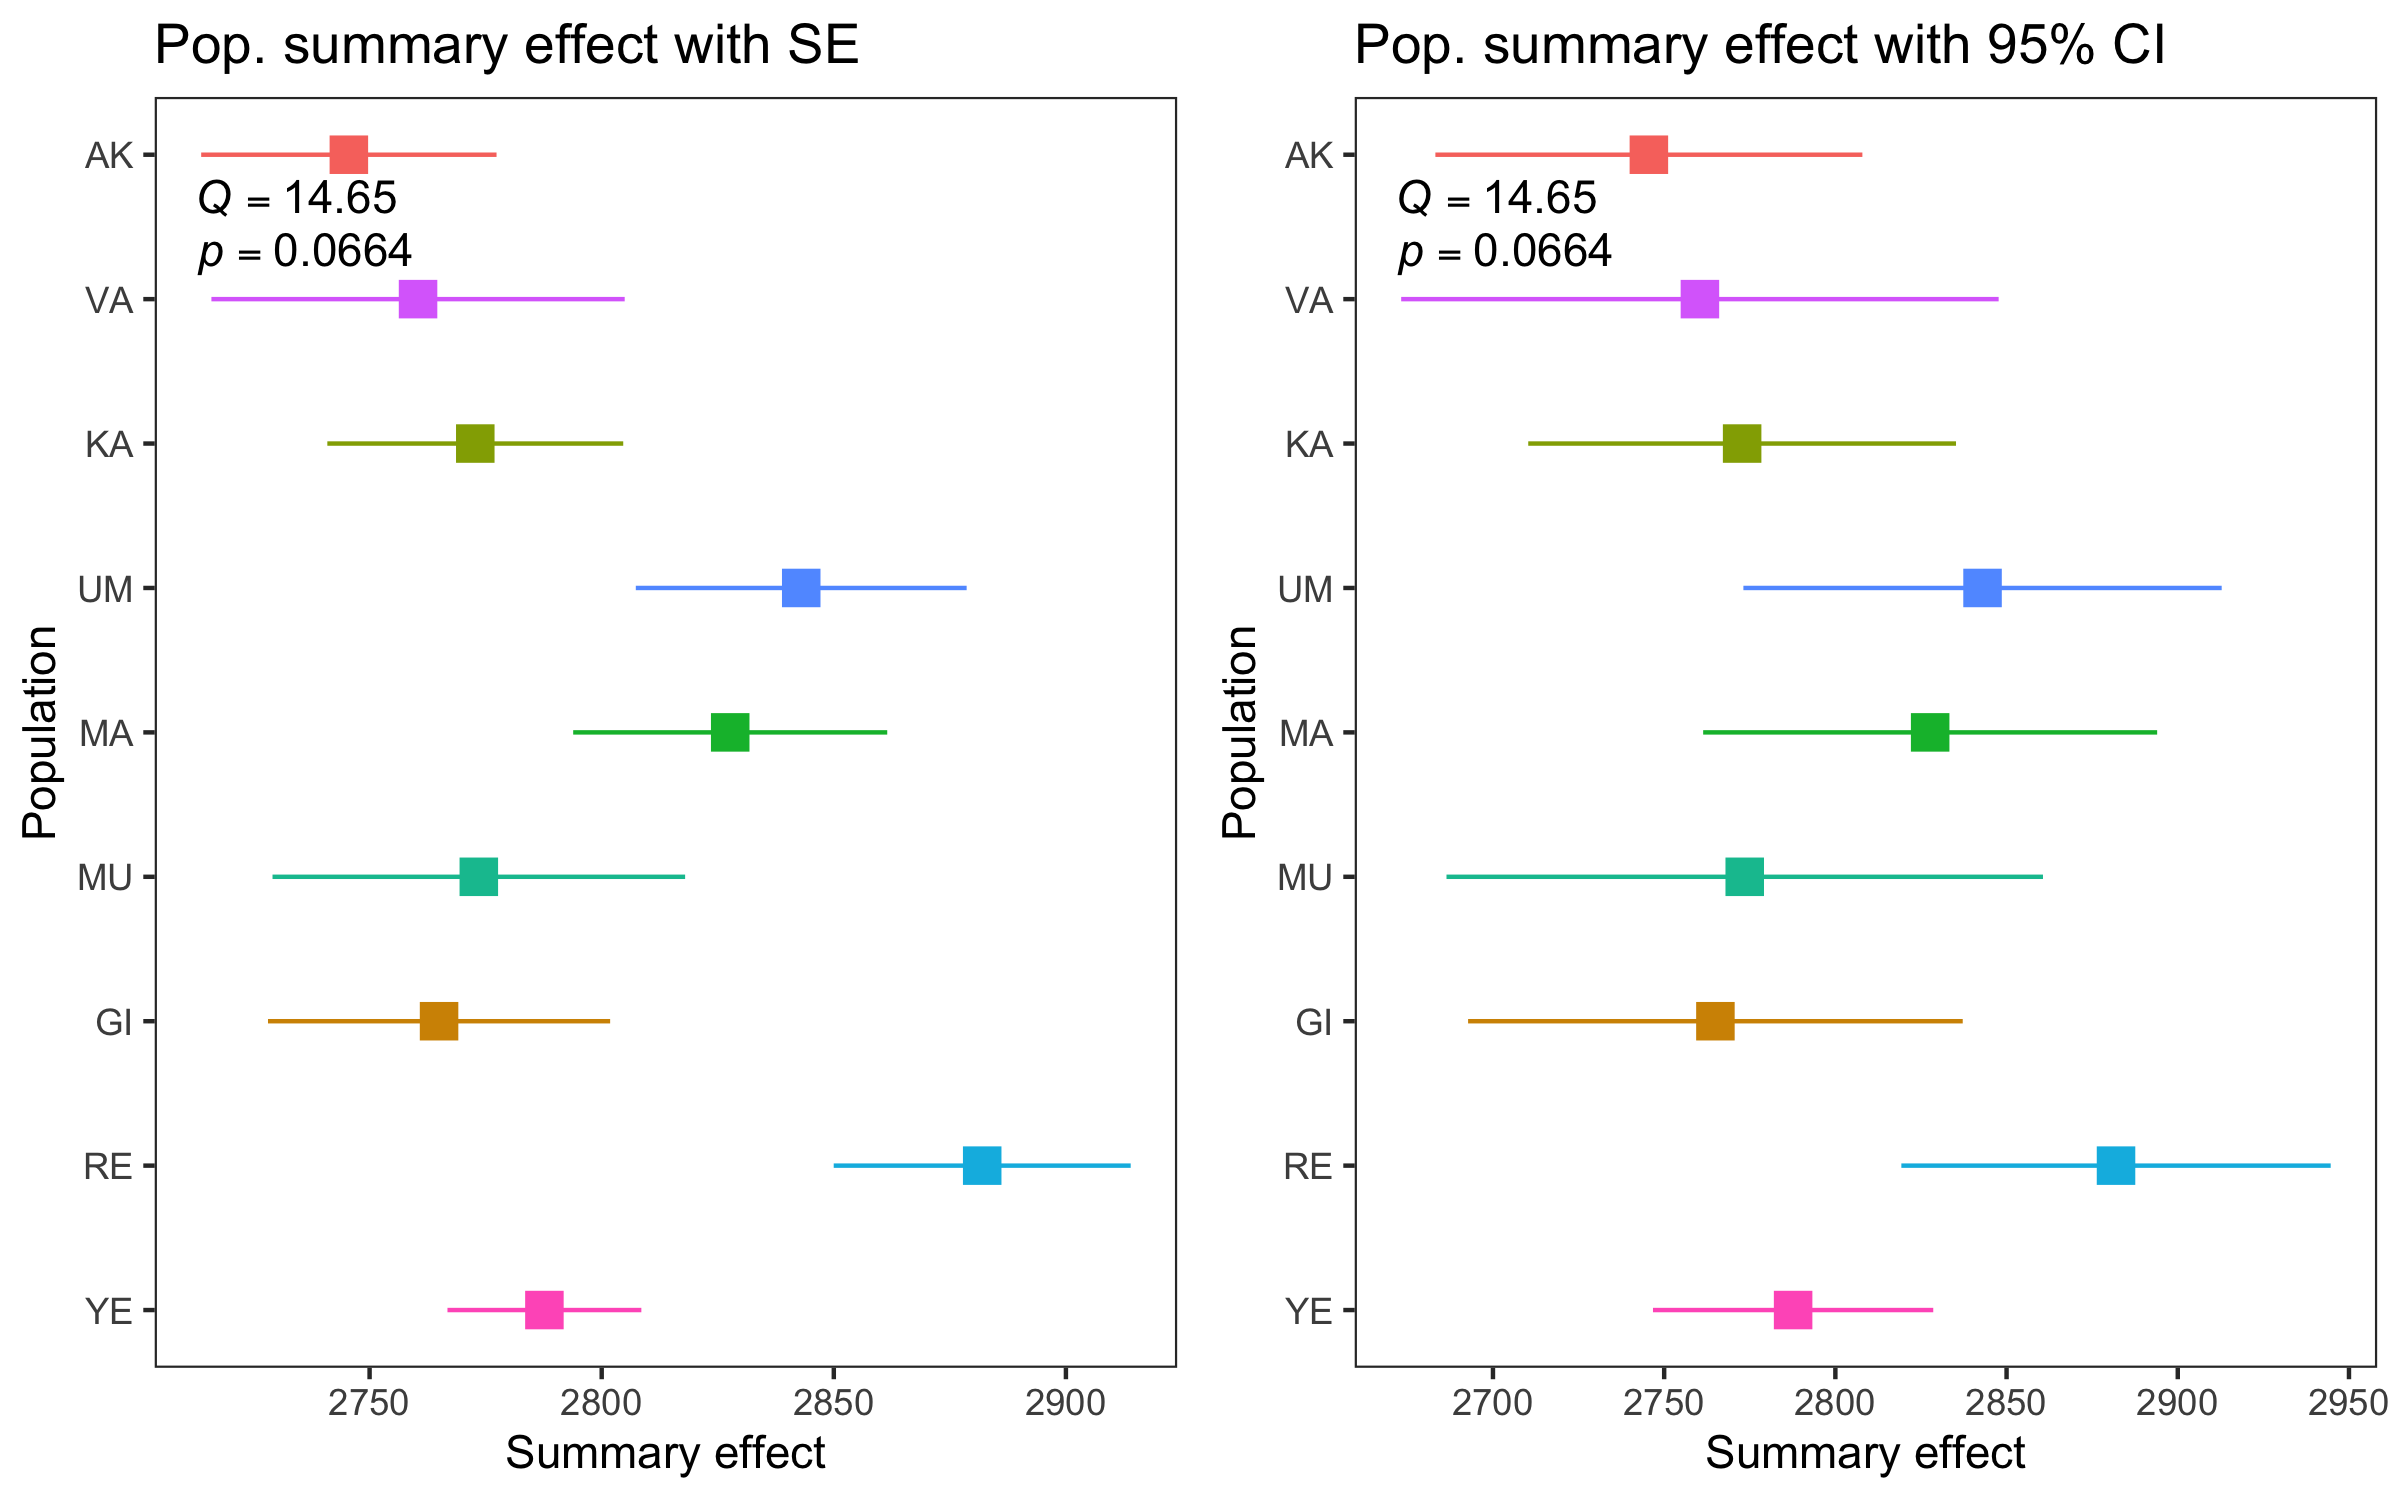 Pop. summary effect with SE
AK
Q = 14.65
p = 0.0664
VA
KA
UM
MA
MU
GI
RE
YE
Population
2750 2800 2850 2900
Summary effect
Pop. summary effect with 95% CI
AK
Q = 14.65
p = 0.0664
VA
KA
UM
MA
MU
GI
RE
YE
Population
2700 2750 2800 2850 2900 2950
Summary effect